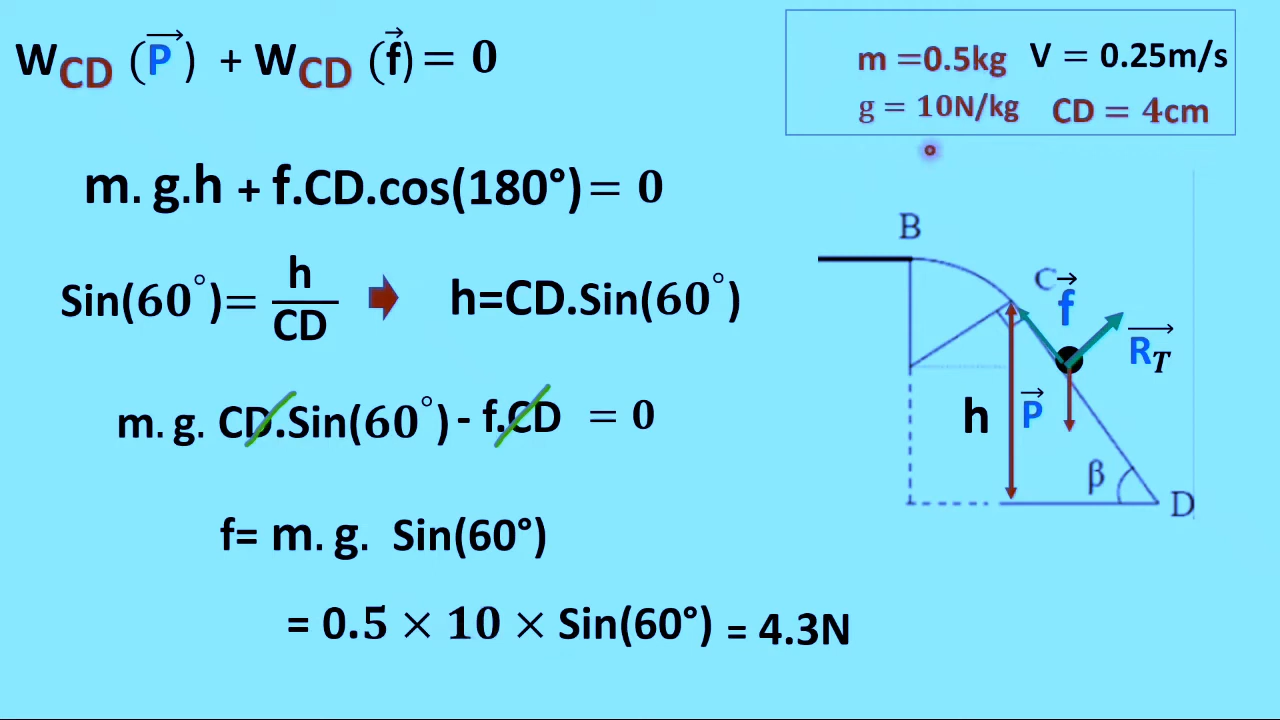 W_CD (P⃗) + W_CD (f⃗) = 0
m = 0.5kg V = 0.25m/s
g = 10N/kg CD = 4cm
m. g.h + f.CD.cos(180°) = 0
Sin(60°) = h/CD ➡ h=CD.Sin(60°)
m. g. CD.Sin(60°) - f.CD = 0
f= m. g. Sin(60°)
= 0.5 × 10 × Sin(60°) = 4.3N
B
C
f⃗
R_T⃗
h
P⃗
β
D